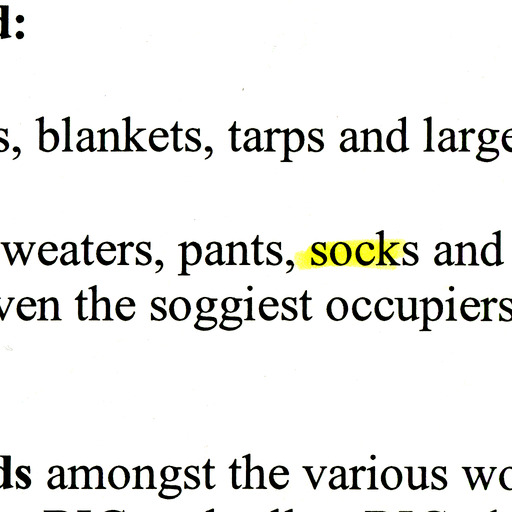 d:
s, blankets, tarps and large
weaters, pants, socks and
ven the soggiest occupiers
ds amongst the various wo